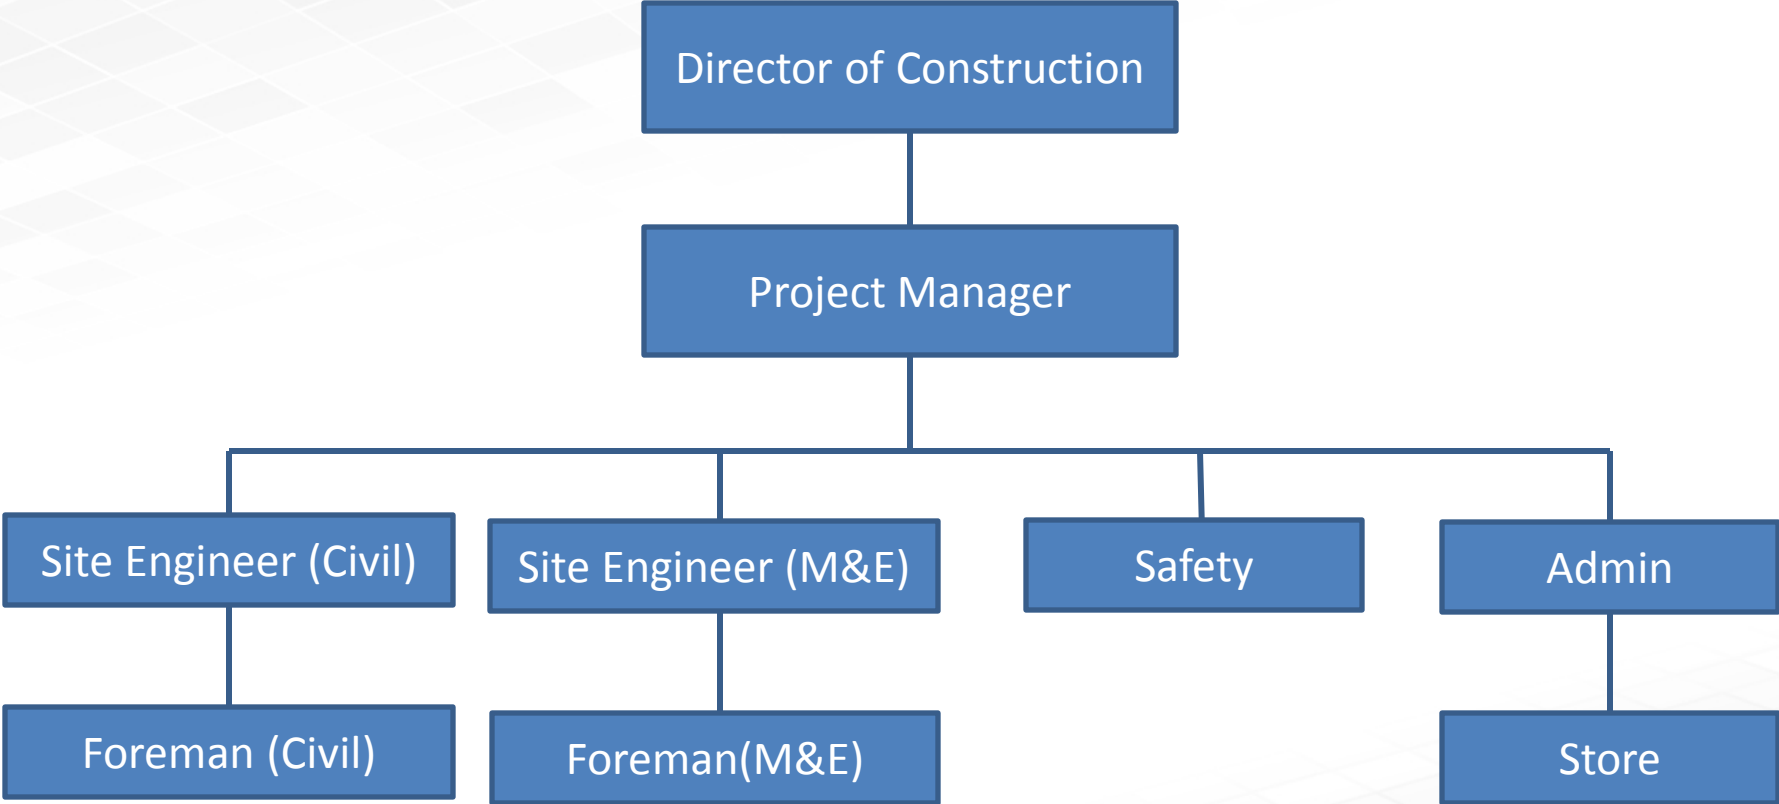 Director of Construction
Project Manager
Site Engineer (Civil)
Site Engineer (M&E)
Safety
Admin
Foreman (Civil)
Foreman(M&E)
Store